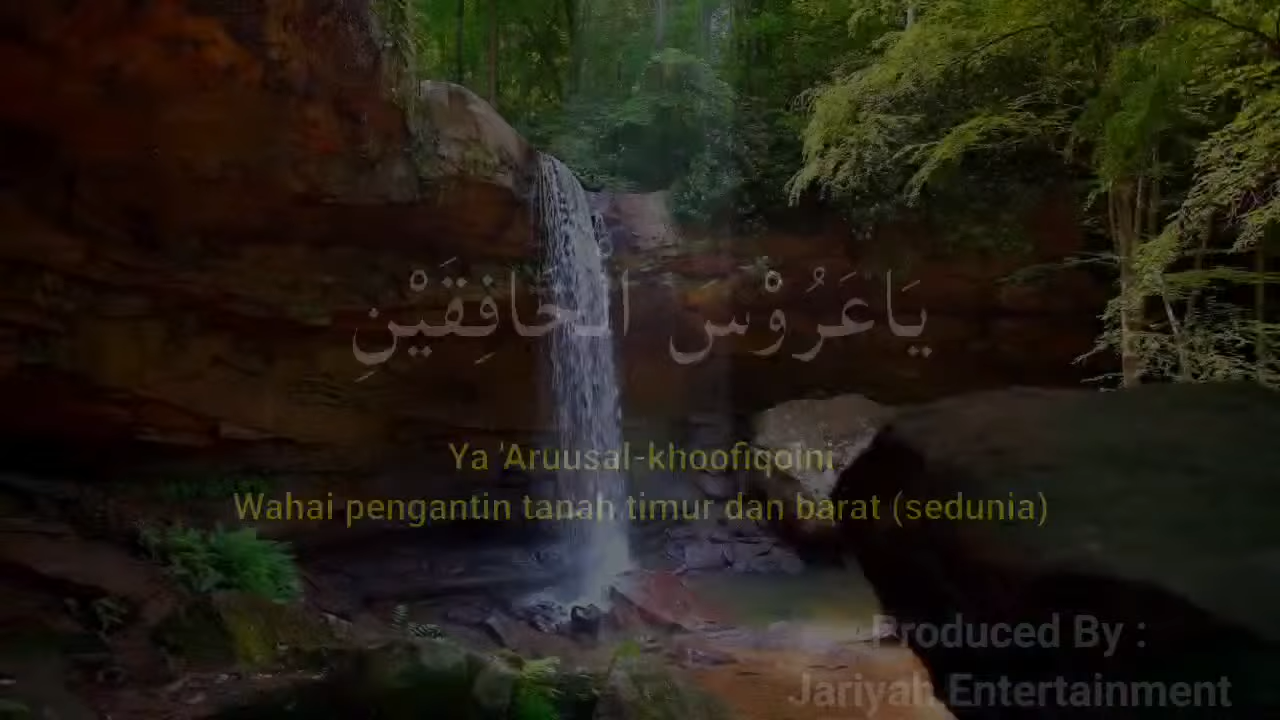 يَاعَرُوْسَ الْخَافِقَيْنِ
Ya 'Aruusal-khoofiqoini
Wahai pengantin tanah timur dan barat (sedunia)
Produced By :
Jariyah Entertainment